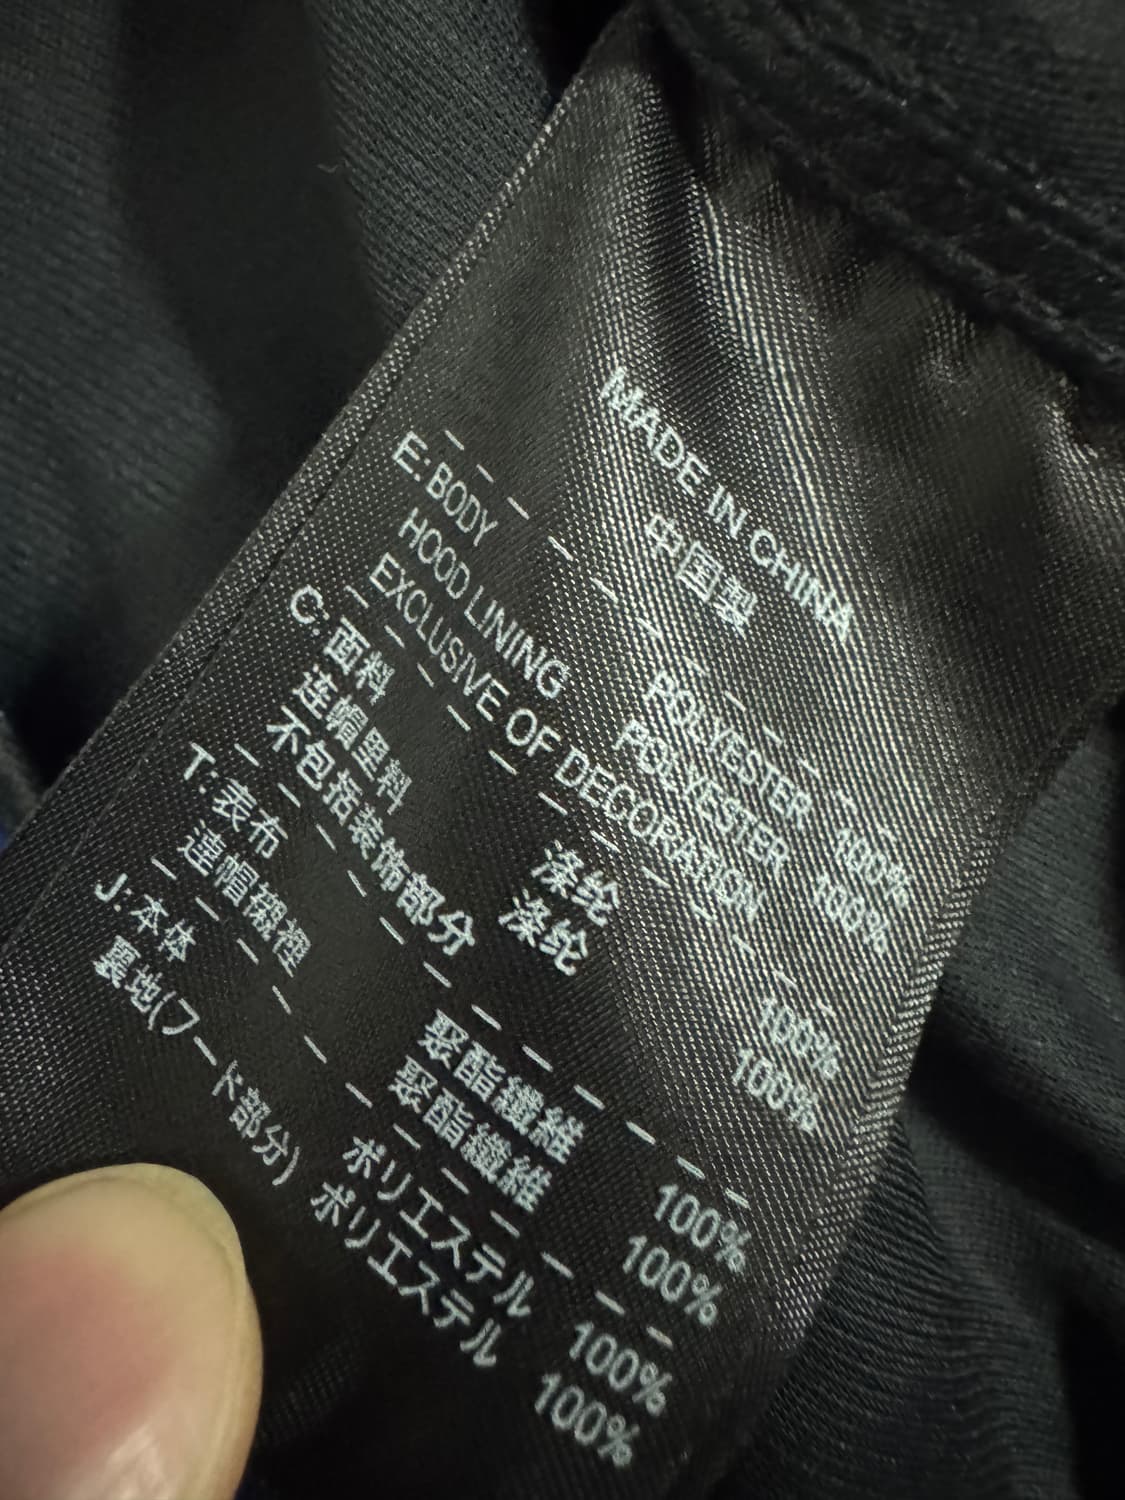 MADE IN CHINA
中国製
E: BODY POLYESTER 100%
HOOD LINING POLYESTER 100%
EXCLUSIVE OF DECORATION
C: 面料 涤纶 100%
连帽里料 涤纶 100%
不包括装饰部分
T: 表布 聚酯纖維 100%
連帽襯裡 聚酯纖維 100%
J: 本体 ポリエステル 100%
裏地(フード部分) ポリエステル 100%